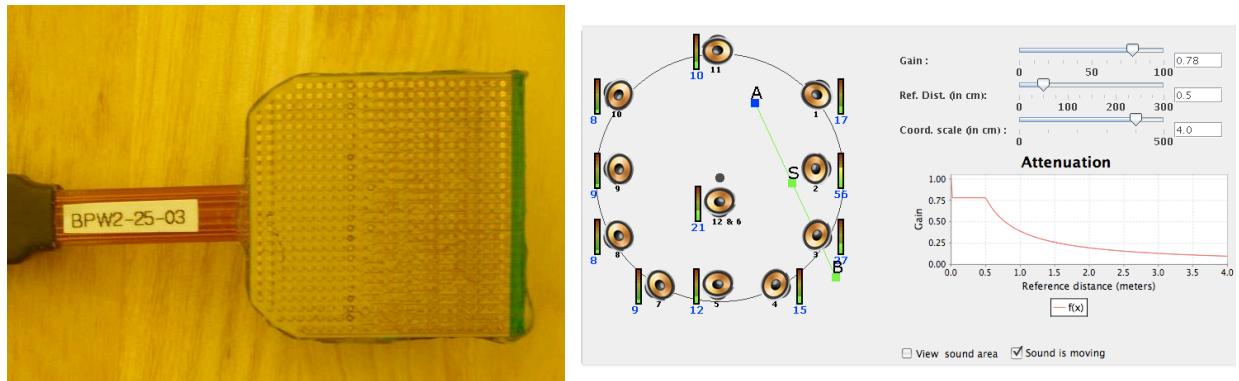 BPW2-25-03
A
S
B
11
10
10
8
1
17
9
9
2
56
12 & 6
21
8
8
3
27
7
9
5
12
4
15
Gain :
0 50 100
0.78
Ref. Dist. (in cm):
0 100 200 300
0.5
Coord. scale (in cm) :
0 500
4.0
Attenuation
Gain
1.00
0.75
0.50
0.25
0.00
0.0 0.5 1.0 1.5 2.0 2.5 3.0 3.5 4.0
Reference distance (meters)
f(x)
View sound area
Sound is moving